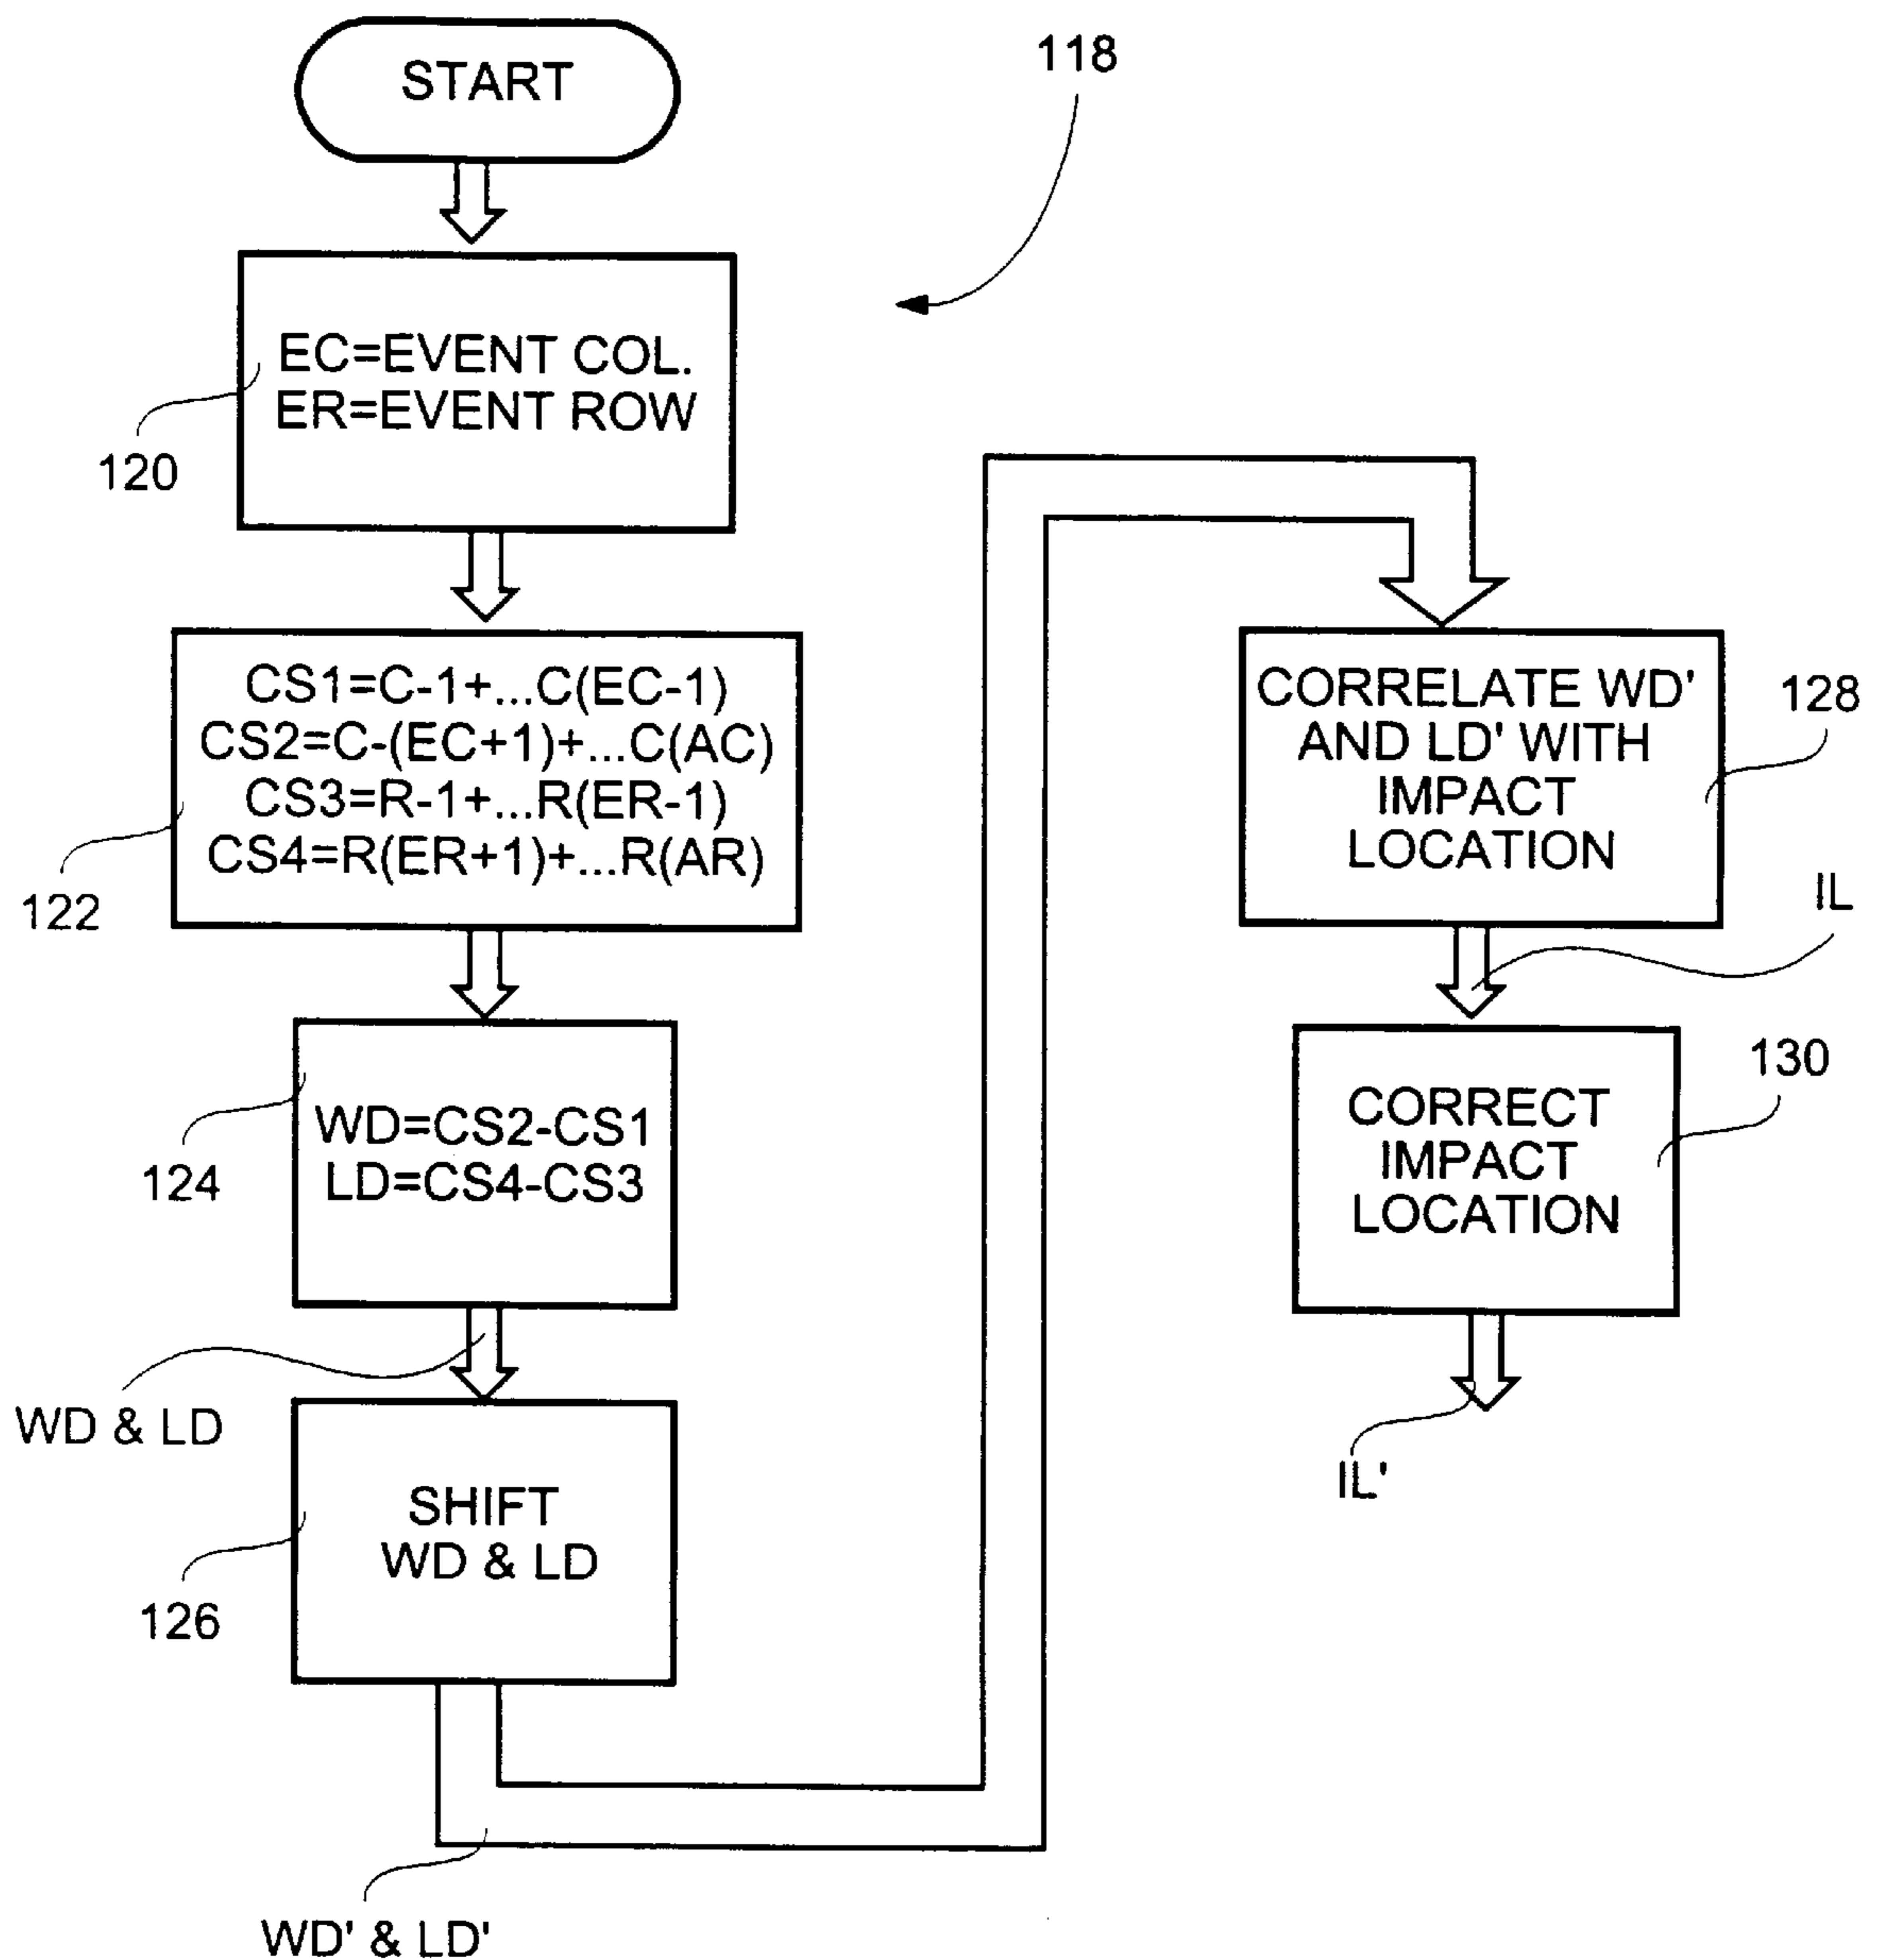 START
118
EC=EVENT COL.
ER=EVENT ROW
120
CS1=C-1+...C(EC-1)
CS2=C-(EC+1)+...C(AC)
CS3=R-1+...R(ER-1)
CS4=R(ER+1)+...R(AR)
122
WD=CS2-CS1
LD=CS4-CS3
124
WD & LD
SHIFT
WD & LD
126
WD' & LD'
CORRELATE WD'
AND LD' WITH
IMPACT
LOCATION
128
IL
CORRECT
IMPACT
LOCATION
130
IL'